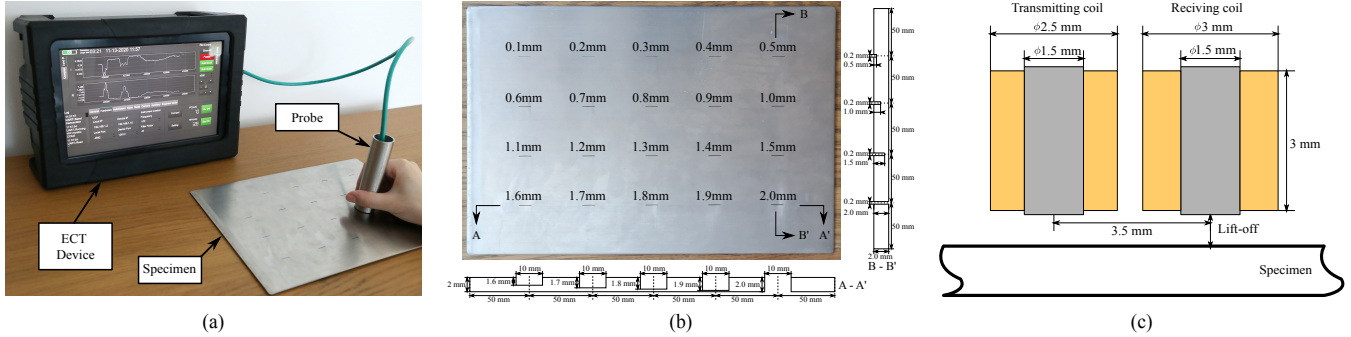 03:21 11-13-2020 11:57
Probe
ECT
Device
Specimen
(a)
B
0.1mm 0.2mm 0.3mm 0.4mm 0.5mm
0.6mm 0.7mm 0.8mm 0.9mm 1.0mm
1.1mm 1.2mm 1.3mm 1.4mm 1.5mm
1.6mm 1.7mm 1.8mm 1.9mm 2.0mm
A
B'
A'
50 mm
0.2 mm
0.5 mm
50 mm
0.2 mm
1.0 mm
50 mm
0.2 mm
1.5 mm
50 mm
0.2 mm
2.0 mm
50 mm
2.0 mm
B - B'
10 mm 10 mm 10 mm 10 mm 10 mm
2 mm 1.6 mm 1.7 mm 1.8 mm 1.9 mm 2.0 mm A - A'
50 mm 50 mm 50 mm 50 mm 50 mm 50 mm
(b)
Transmitting coil Reciving coil
ϕ2.5 mm ϕ3 mm
ϕ1.5 mm ϕ1.5 mm
3 mm
3.5 mm Lift-off
Specimen
(c)